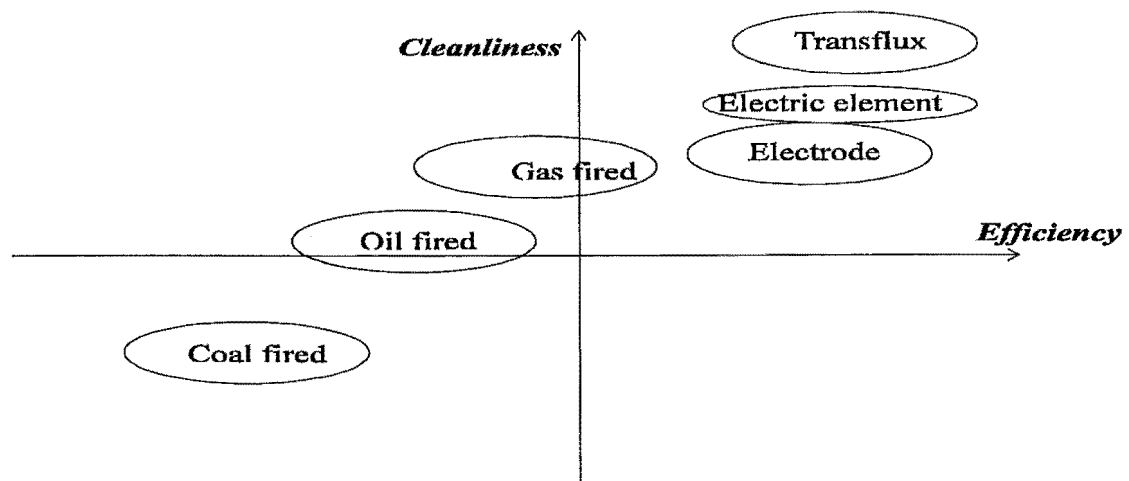 Transflux
Cleanliness
Electric element
Electrode
Gas fired
Efficiency
Oil fired
Coal fired